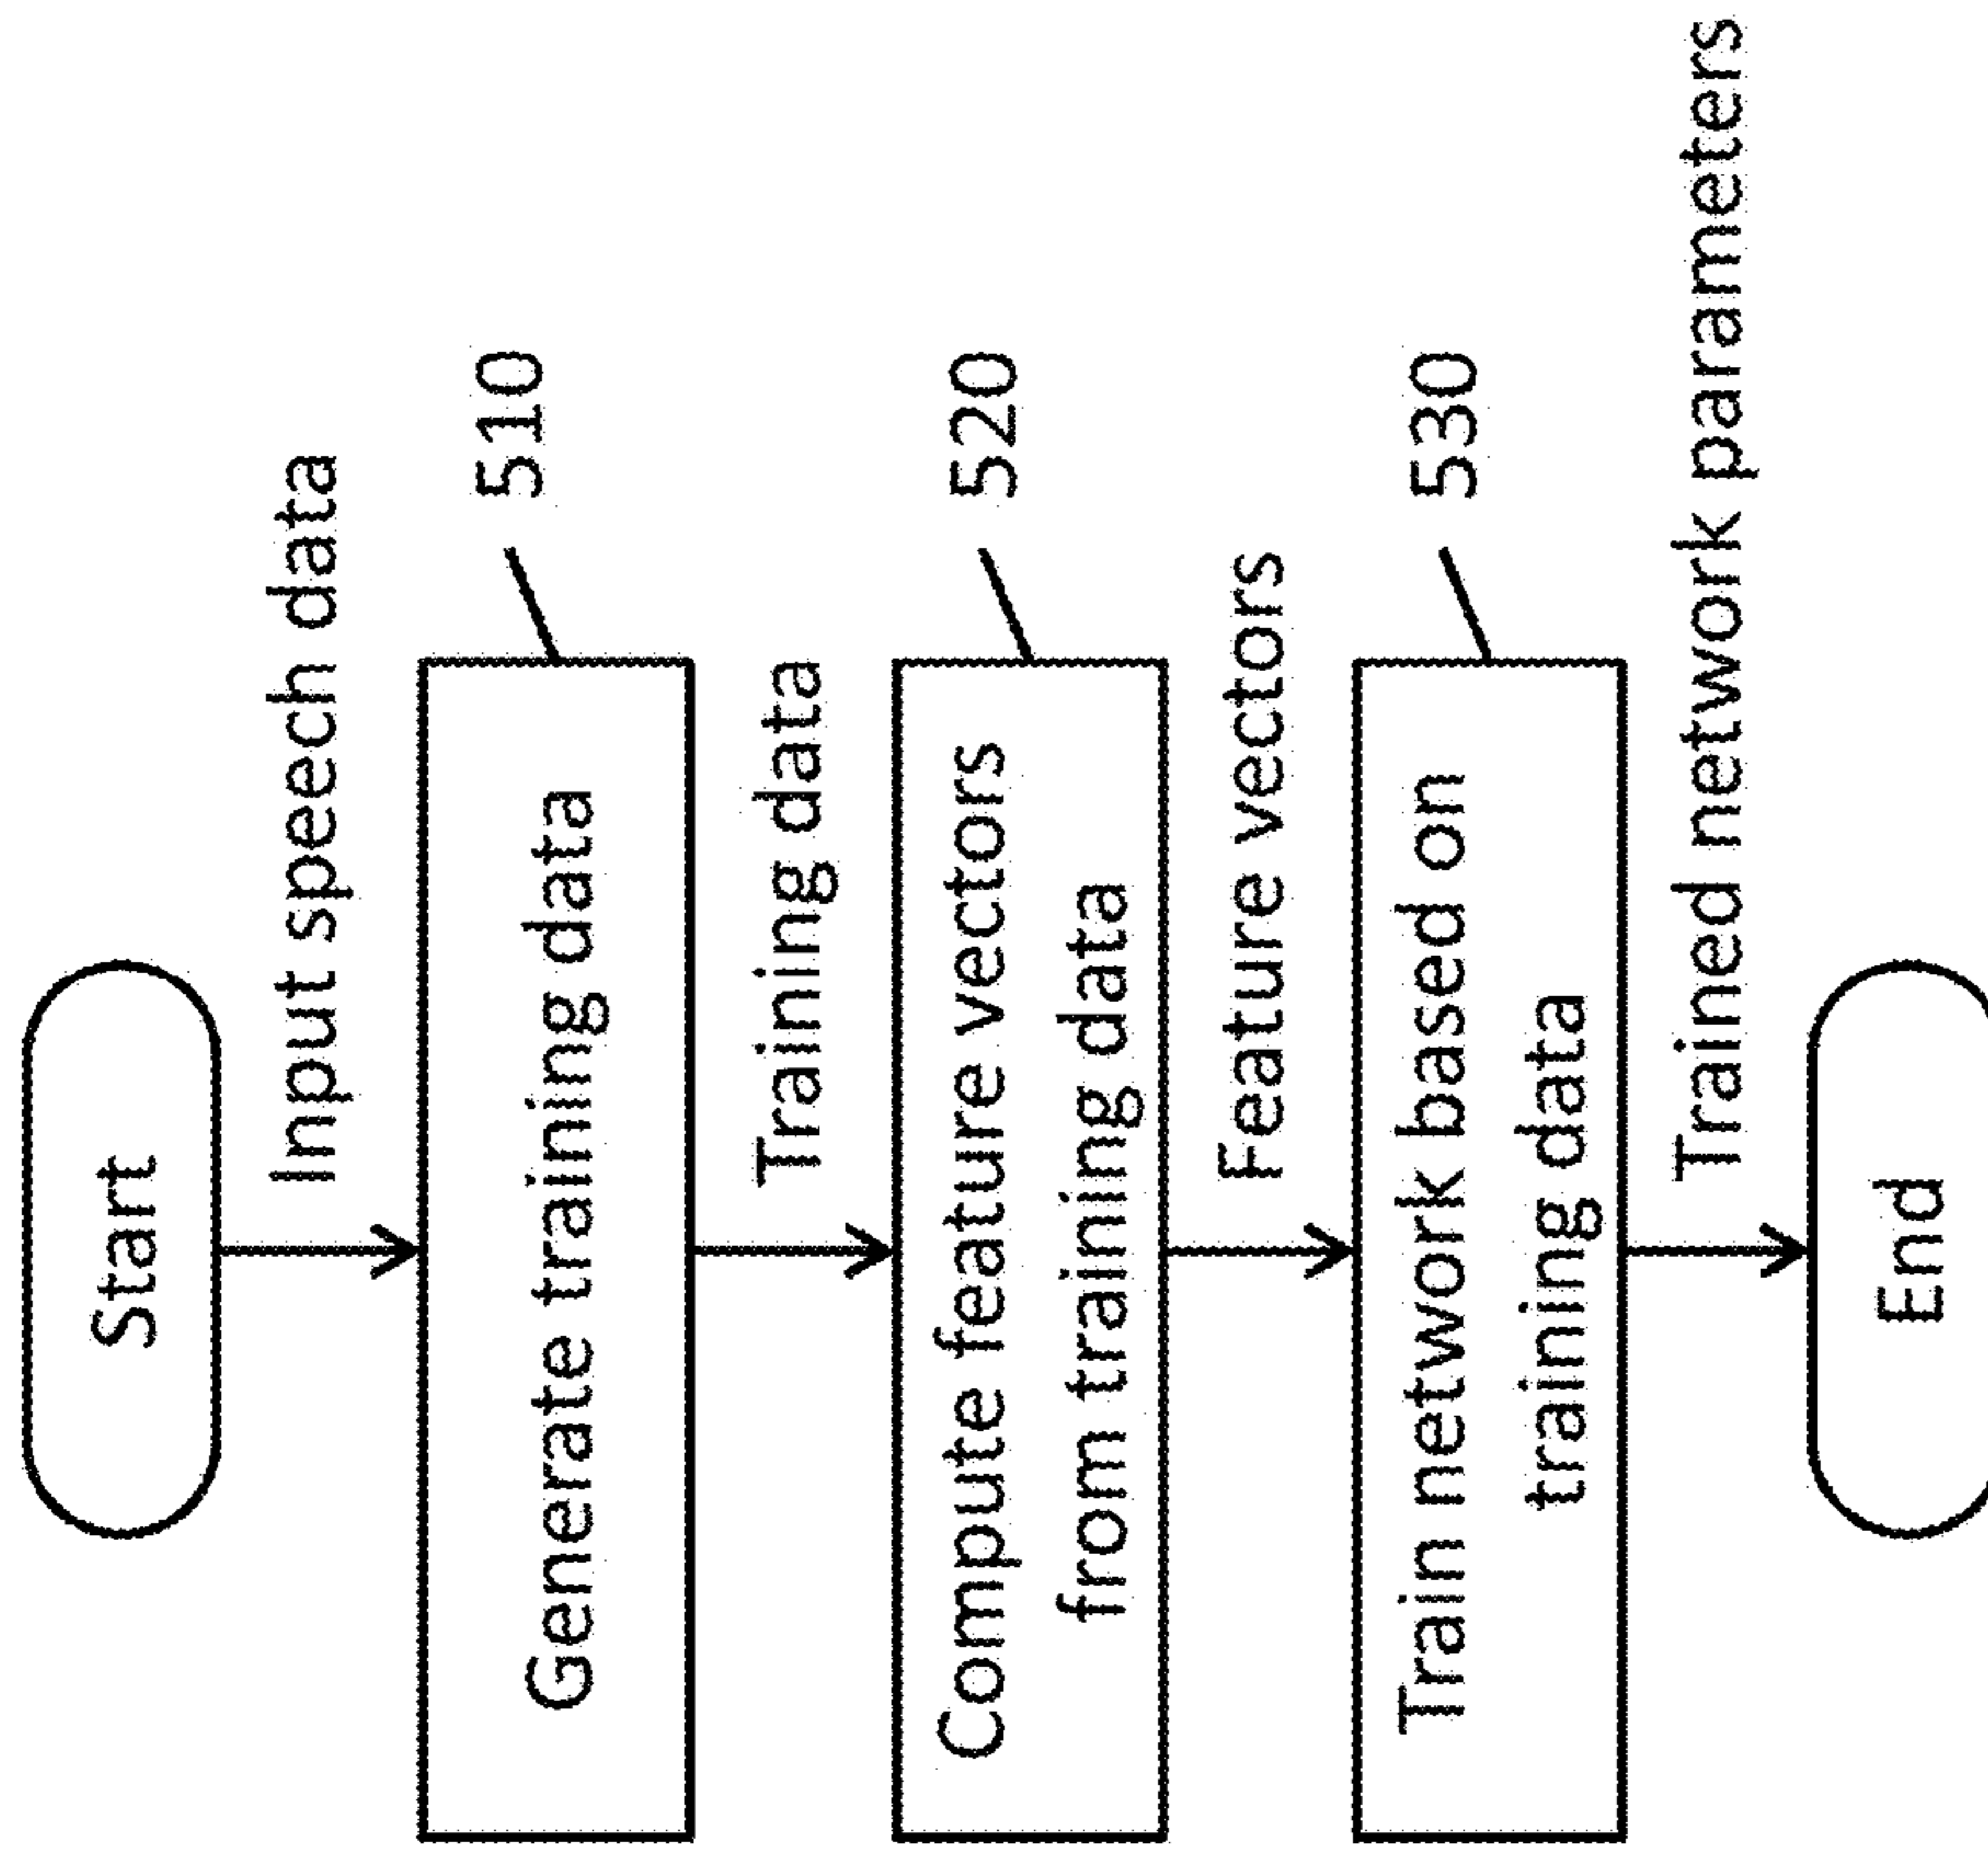 Start
Input speech data
Generate training data
510
Training data
Compute feature vectors
from training data
520
Feature vectors
Train network based on
training data
530
Trained network parameters
End